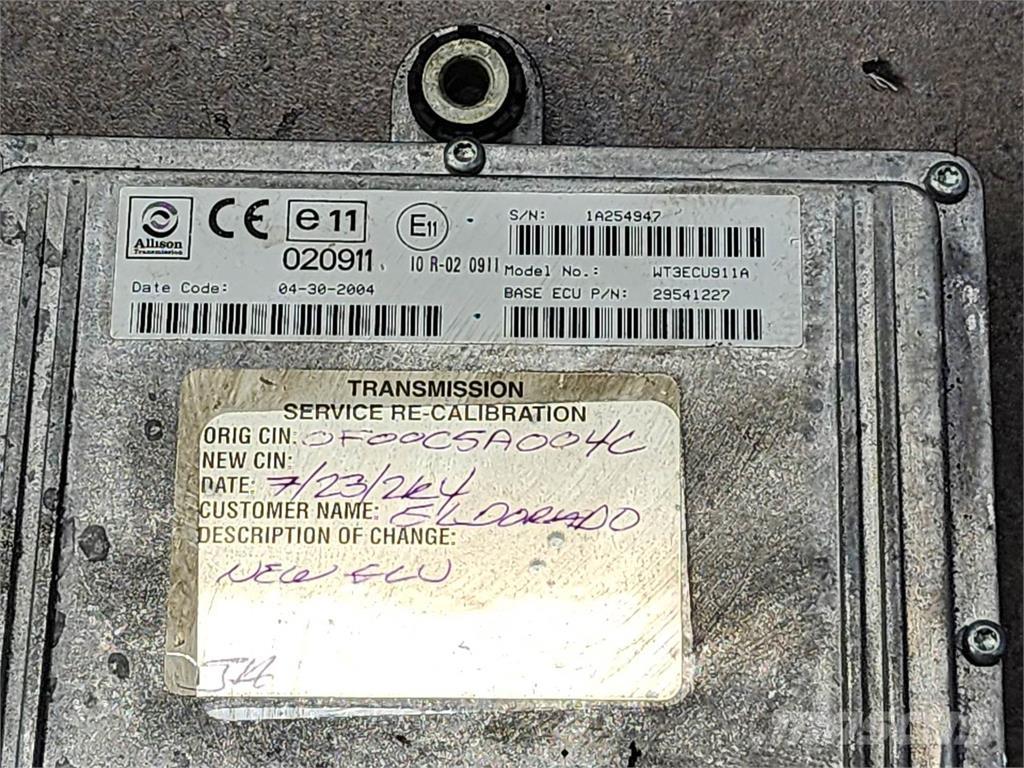 Allison
Transmission
CE
e 11
020911
E11
10 R-02 0911
S/N: 1A254947
Model No.: WT3ECU911A
Date Code: 04-30-2004
BASE ECU P/N: 29541227
TRANSMISSION
SERVICE RE-CALIBRATION
ORIG CIN: 0F00C5A004C
NEW CIN:
DATE: 7/23/2K4
CUSTOMER NAME: ELDORADO
DESCRIPTION OF CHANGE:
NEW ECU